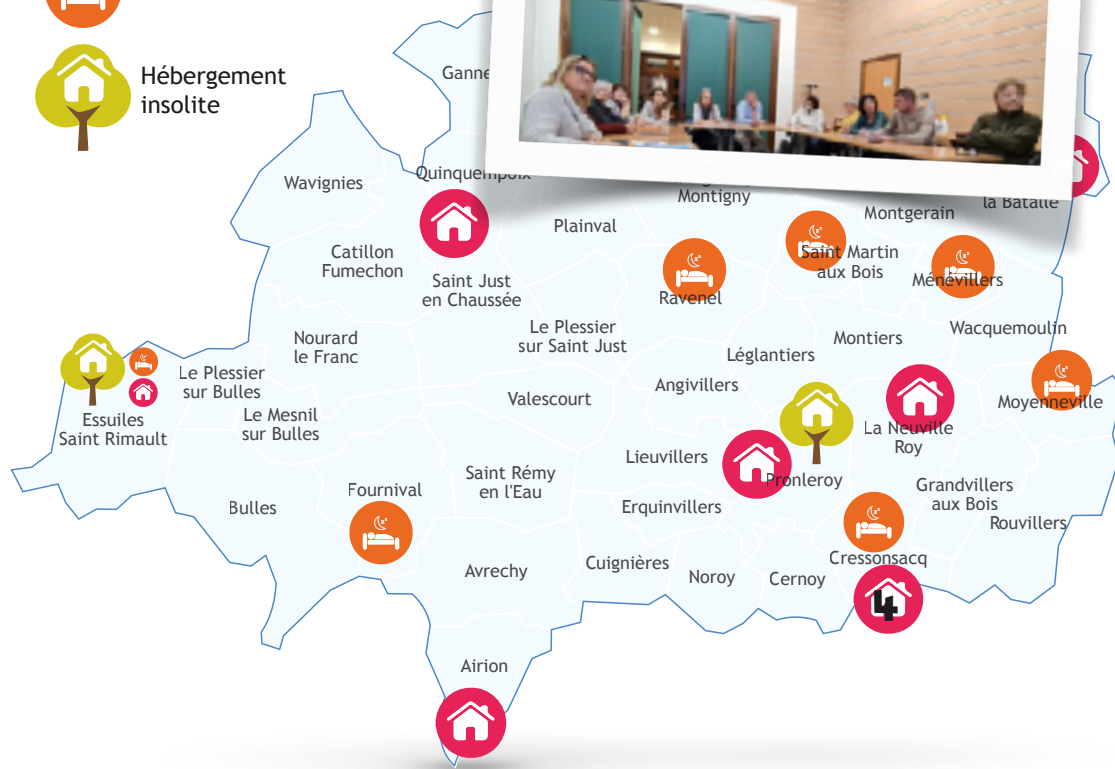 Hébergement
insolite
Wavignies
Quinquempoix
Montigny
la Bataille
Plainval
Montgerain
Catillon
Fumechon
Saint Just
en Chaussée
Saint Martin
aux Bois
Ménévillers
Ravenel
Nourard
le Franc
Le Plessier
sur Saint Just
Montiers
Wacquemoulin
Léglantiers
Le Plessier
sur Bulles
Angivillers
Valescourt
Moyenneville
Essuiles
Saint Rimault
Le Mesnil
sur Bulles
La Neuville
Roy
Lieuvillers
Saint Rémy
en l'Eau
Pronleroy
Fournival
Grandvillers
aux Bois
Bulles
Erquinvillers
Rouvillers
Cressonsacq
Avrechy
Cuignières
Noroy
Cernoy
4
Airion